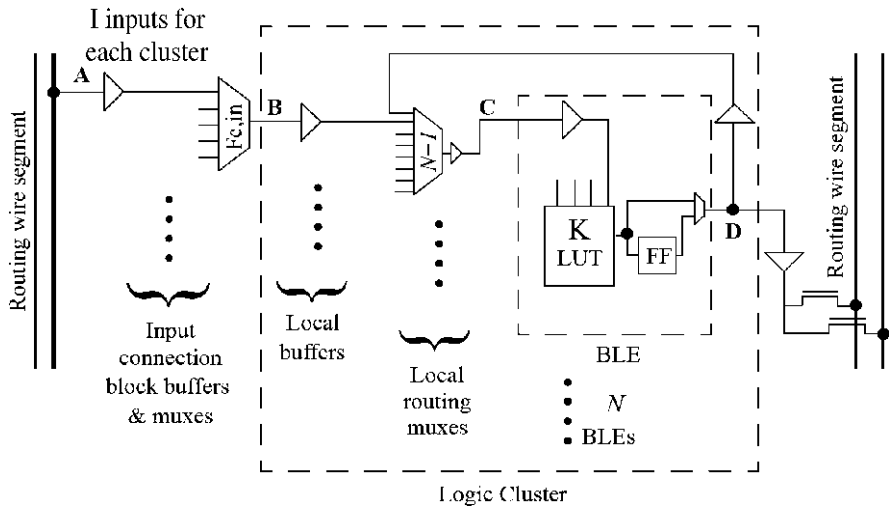 I inputs for
each cluster
A
Routing wire segment
Fc,in
B
N-I
C
K
LUT
FF
D
Routing wire segment
Input
connection
block buffers
& muxes
Local
buffers
Local
routing
muxes
BLE
N
BLEs
Logic Cluster